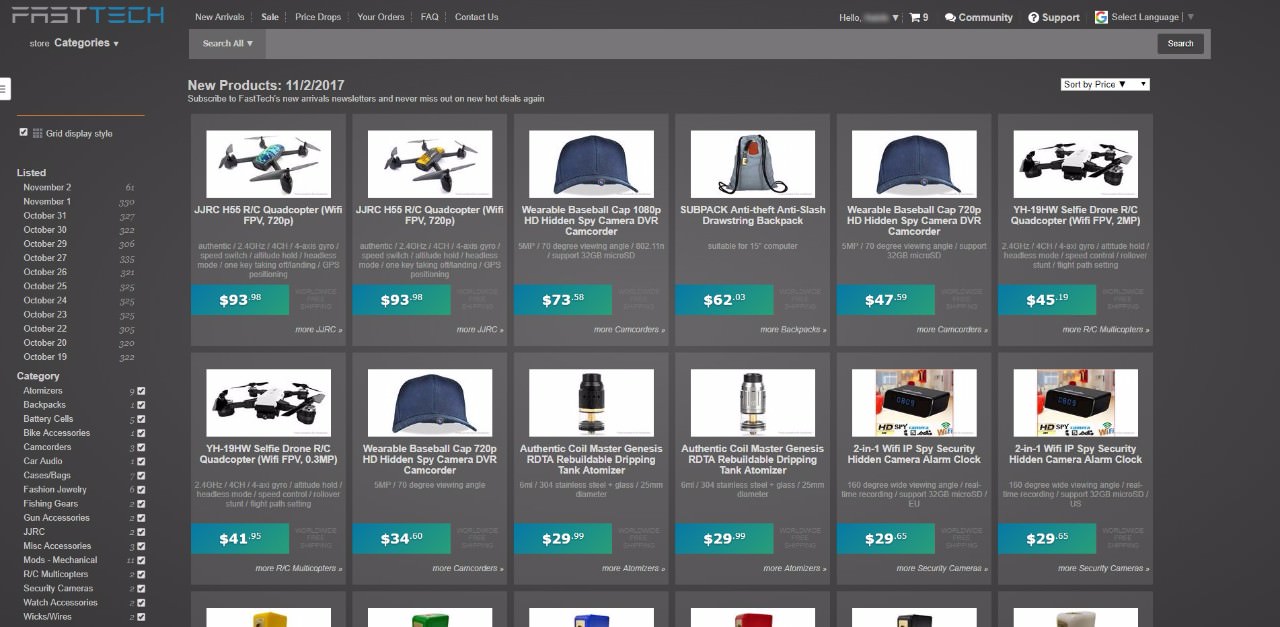 FASTTECH
New Arrivals Sale Price Drops Your Orders FAQ Contact Us
Hello, ▼ 9 Community Support Select Language ▼
store Categories ▼
Search All ▼ Search
New Products: 11/2/2017
Subscribe to FastTech's new arrivals newsletters and never miss out on new hot deals again
Sort by Price ▼
Grid display style
Listed
November 2 61
November 1 330
October 31 327
October 30 322
October 29 306
October 27 335
October 26 321
October 25 325
October 24 325
October 23 325
October 22 305
October 20 320
October 19 322
Category
Atomizers 9
Backpacks 1
Battery Cells 5
Bike Accessories 1
Camcorders 3
Car Audio 1
Cases/Bags 7
Fashion Jewelry 6
Fishing Gears 2
Gun Accessories 2
JJRC 2
Misc Accessories 3
Mods - Mechanical 11
R/C Multicopters 2
Security Cameras 2
Watch Accessories 2
Wicks/Wires 2
JJRC H55 R/C Quadcopter (Wifi
FPV, 720p)
authentic / 2.4GHz / 4CH / 4-axis gyro /
speed switch / altitude hold / headless
mode / one key taking off/landing / GPS
positioning
$93.98
WORLDWIDE
FREE
SHIPPING
more JJRC »
JJRC H55 R/C Quadcopter (Wifi
FPV, 720p)
authentic / 2.4GHz / 4CH / 4-axis gyro /
speed switch / altitude hold / headless
mode / one key taking off/landing / GPS
positioning
$93.98
WORLDWIDE
FREE
SHIPPING
more JJRC »
Wearable Baseball Cap 1080p
HD Hidden Spy Camera DVR
Camcorder
5MP / 70 degree viewing angle / 802.11n
/ support 32GB microSD
$73.58
WORLDWIDE
FREE
SHIPPING
more Camcorders »
SUBPACK Anti-theft Anti-Slash
Drawstring Backpack
suitable for 15" computer
$62.03
WORLDWIDE
FREE
SHIPPING
more Backpacks »
Wearable Baseball Cap 720p
HD Hidden Spy Camera DVR
Camcorder
5MP / 70 degree viewing angle / support
32GB microSD
$47.59
WORLDWIDE
FREE
SHIPPING
more Camcorders »
YH-19HW Selfie Drone R/C
Quadcopter (Wifi FPV, 2MP)
2.4GHz / 4CH / 4-axi gyro / altitude hold /
headless mode / speed control / rollover
stunt / flight path setting
$45.19
WORLDWIDE
FREE
SHIPPING
more R/C Multicopters »
YH-19HW Selfie Drone R/C
Quadcopter (Wifi FPV, 0.3MP)
2.4GHz / 4CH / 4-axi gyro / altitude hold /
headless mode / speed control / rollover
stunt / flight path setting
$41.95
WORLDWIDE
FREE
SHIPPING
more R/C Multicopters »
Wearable Baseball Cap 720p
HD Hidden Spy Camera DVR
Camcorder
5MP / 70 degree viewing angle
$34.60
WORLDWIDE
FREE
SHIPPING
more Camcorders »
Authentic Coil Master Genesis
RDTA Rebuildable Dripping
Tank Atomizer
6ml / 304 stainless steel + glass / 25mm
diameter
$29.99
WORLDWIDE
FREE
SHIPPING
more Atomizers »
Authentic Coil Master Genesis
RDTA Rebuildable Dripping
Tank Atomizer
6ml / 304 stainless steel + glass / 25mm
diameter
$29.99
WORLDWIDE
FREE
SHIPPING
more Atomizers »
HD SPY WiFi
2-in-1 Wifi IP Spy Security
Hidden Camera Alarm Clock
160 degree wide viewing angle / real-
time recording / support 32GB microSD /
EU
$29.65
WORLDWIDE
FREE
SHIPPING
more Security Cameras »
HD SPY WiFi
2-in-1 Wifi IP Spy Security
Hidden Camera Alarm Clock
160 degree wide viewing angle / real-
time recording / support 32GB microSD /
US
$29.65
WORLDWIDE
FREE
SHIPPING
more Security Cameras »